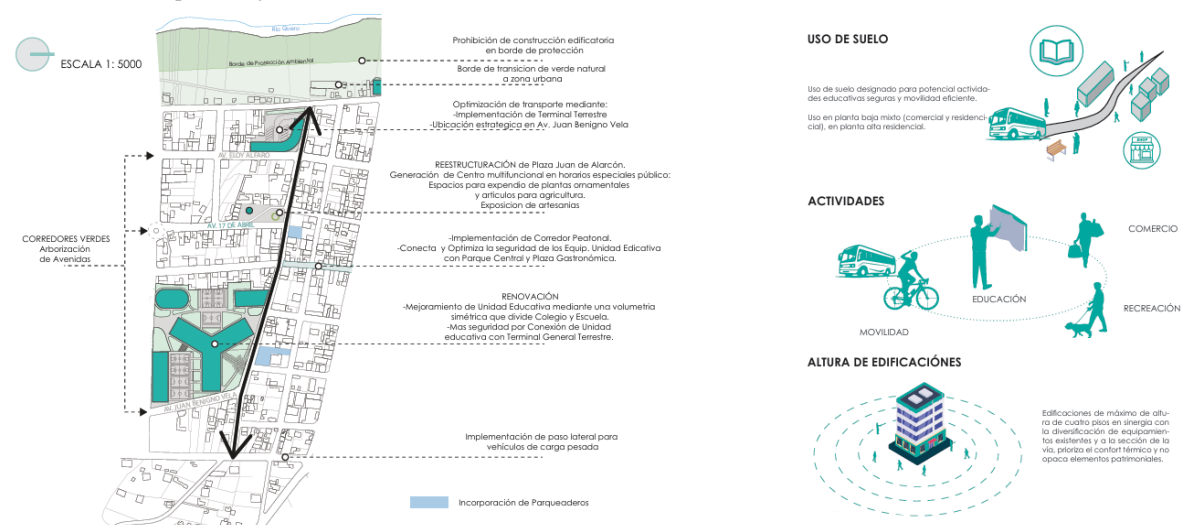 Río Quero
Borde de Protección Ambiental
ESCALA 1: 5000
Prohibición de construcción edificatoria
en borde de protección
Borde de transicion de verde natural
a zona urbana
Optimización de transporte mediante:
-Implementación de Terminal Terrestre
-Ubicación estrategica en Av. Juan Benigno Vela
AV. ELOY ALFARO
REESTRUCTURACIÓN de Plaza Juan de Alarcón.
Generación de Centro multifuncional en horarios especiales público:
Espacios para expendio de plantas ornamentales
y articulos para agricultura.
Exposicion de artesanias
AV. 17 DE ABRIL
CORREDORES VERDES
Arborización
de Avenidas
-Implementación de Corredor Peatonal.
-Conecta y Optimiza la seguridad de los Equip. Unidad Edicativa
con Parque Central y Plaza Gastronómica.
RENOVACIÓN
-Mejoramiento de Unidad Educativa mediante una volumetria
simétrica que divide Colegio y Escuela.
-Mas seguridad por Conexión de Unidad
educativa con Terminal General Terrestre.
AV. JUAN BENIGNO VELA
Implementación de paso lateral para
vehículos de carga pesada
Incorporación de Parqueaderos
USO DE SUELO
Uso de suelo designado para potencial activida-
des educativas seguras y movilidad eficiente.
Uso en planta baja mixto (comercial y residenci-
cial), en planta alta residencial.
SHOP
ACTIVIDADES
COMERCIO
EDUCACIÓN
RECREACIÓN
MOVILIDAD
ALTURA DE EDIFICACIÓNES
Edificaciones de máximo de altu-
ra de cuatro pisos en sinergia con
la diversificación de equipamien-
tos existentes y a la sección de la
vía, prioriza el confort térmico y no
opaca elementos patrimoniales.